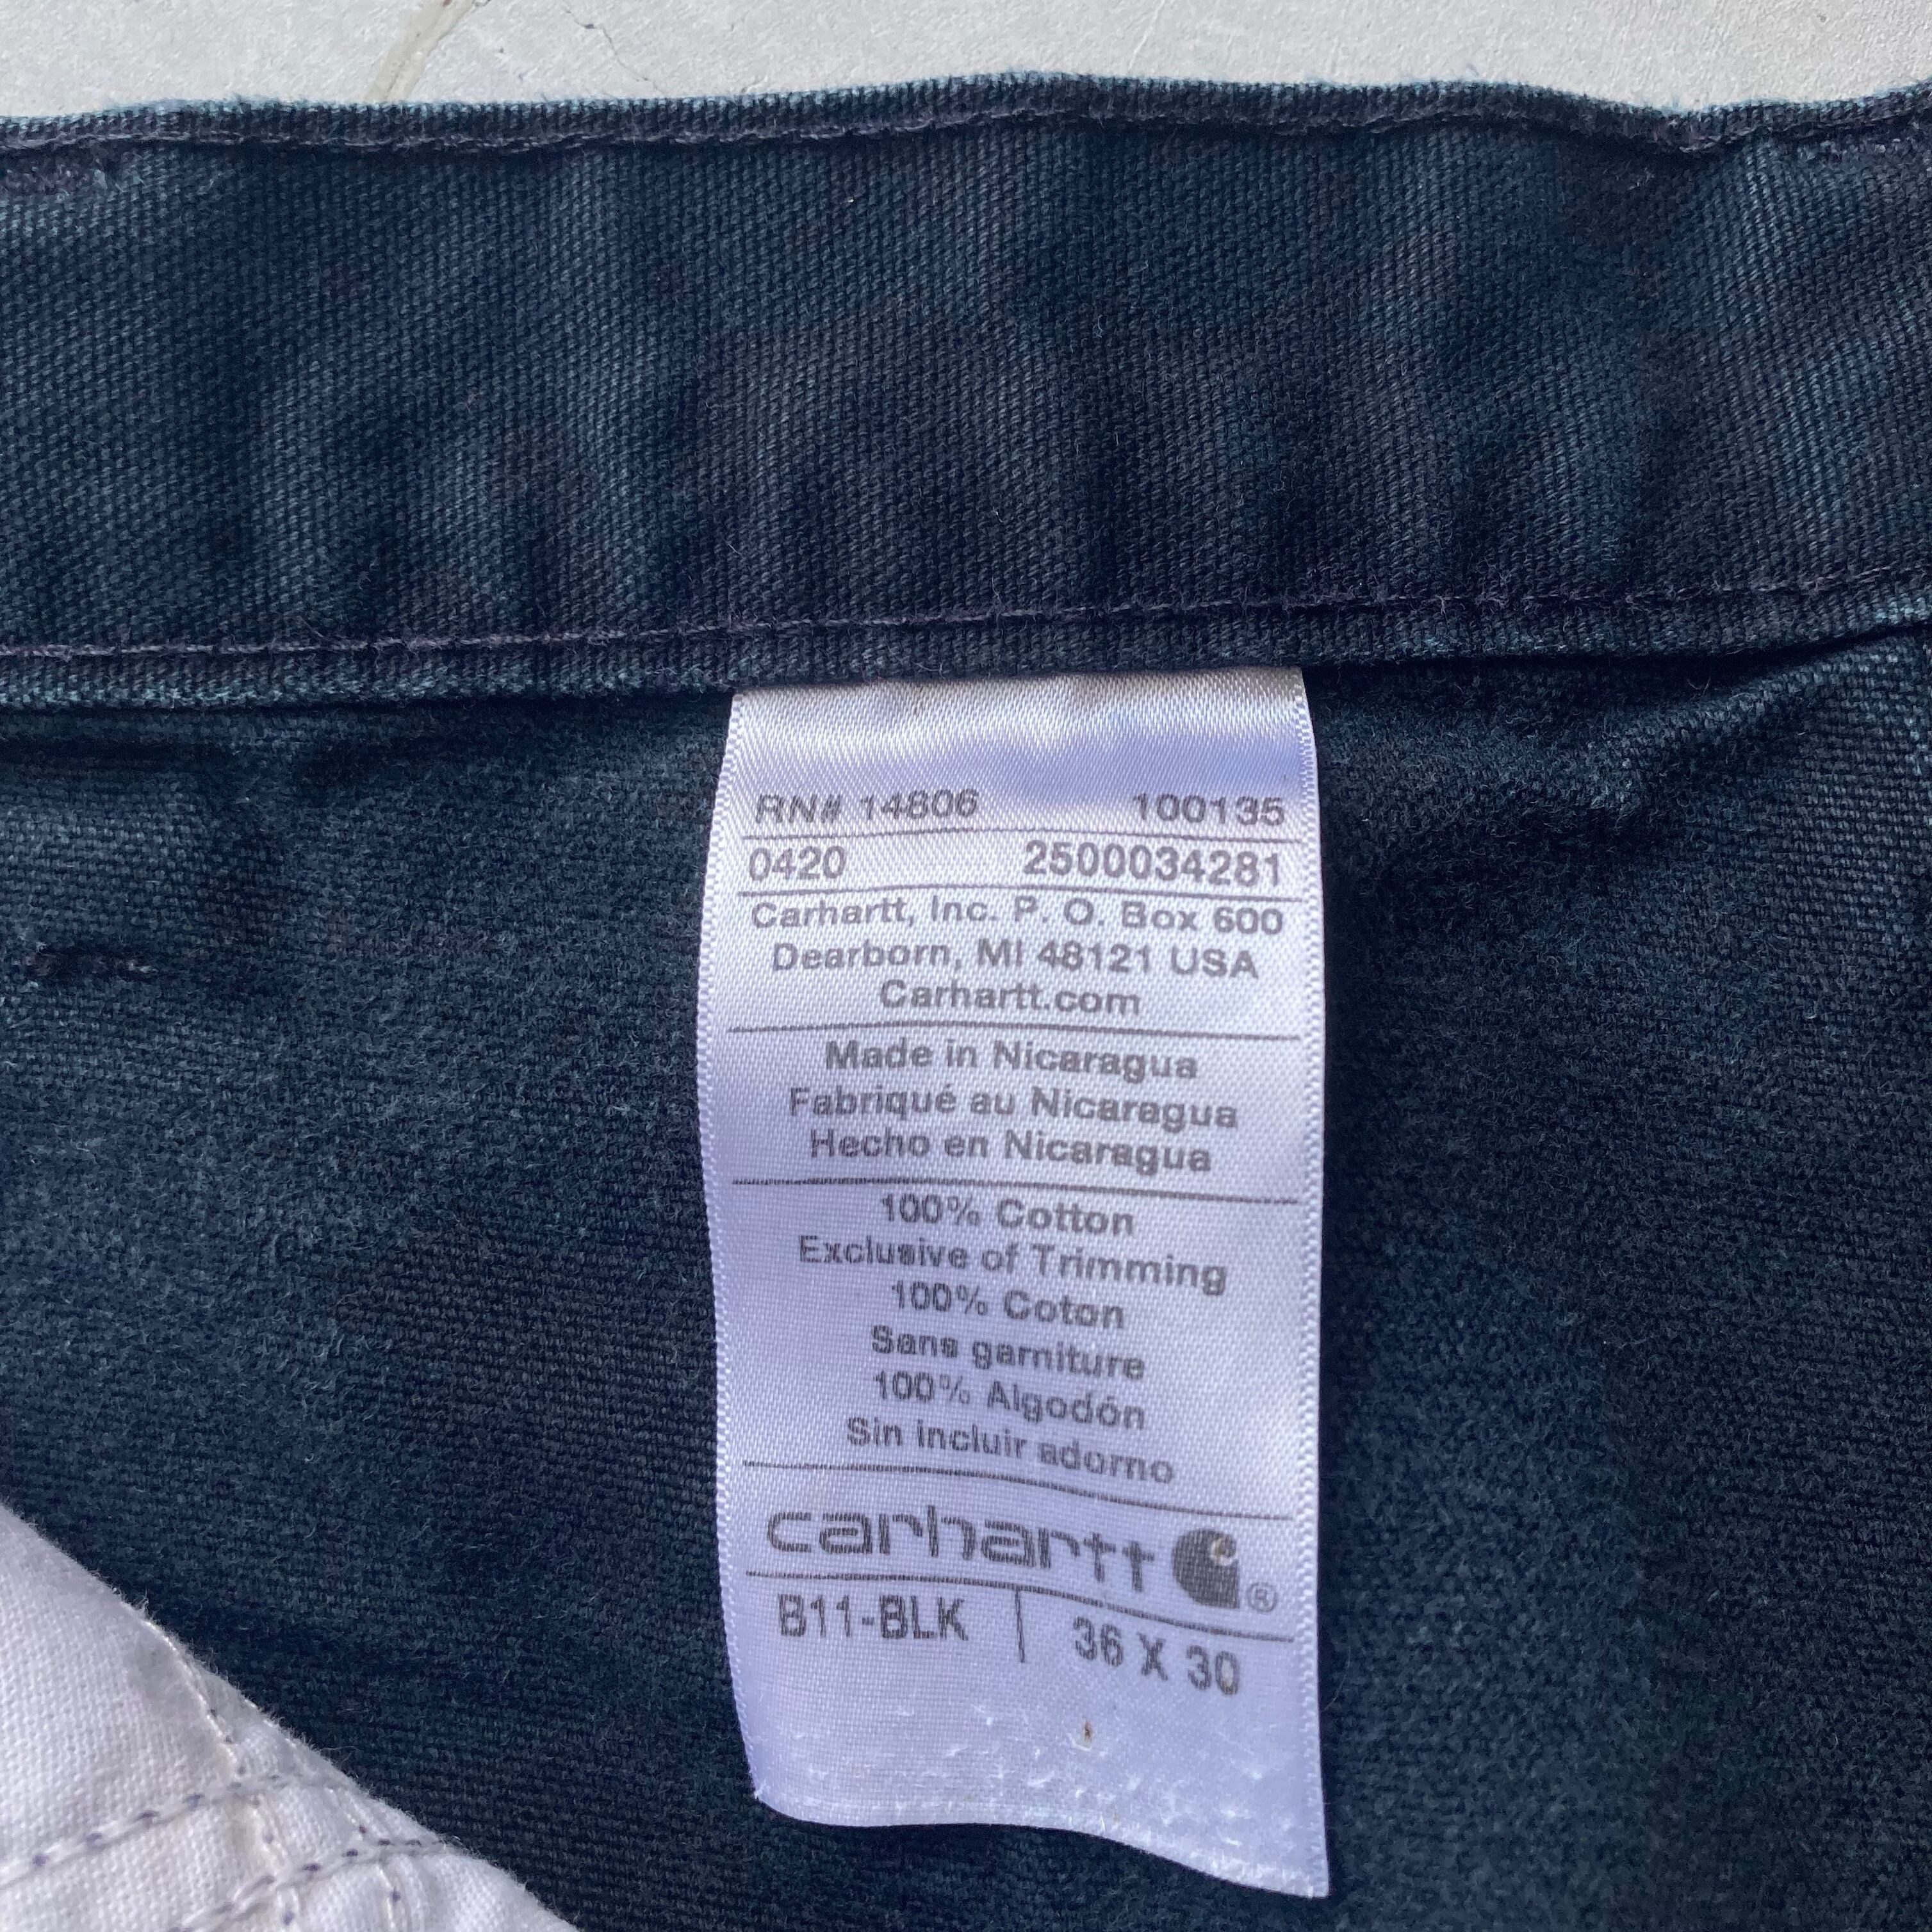 RN# 14806 100135
0420 2500034281
Carhartt, Inc. P. O. Box 600
Dearborn, MI 48121 USA
Carhartt.com
Made in Nicaragua
Fabriqué au Nicaragua
Hecho en Nicaragua
100% Cotton
Exclusive of Trimming
100% Coton
Sans garniture
100% Algodón
Sin incluir adorno
carhartt ®
B11-BLK | 36 X 30